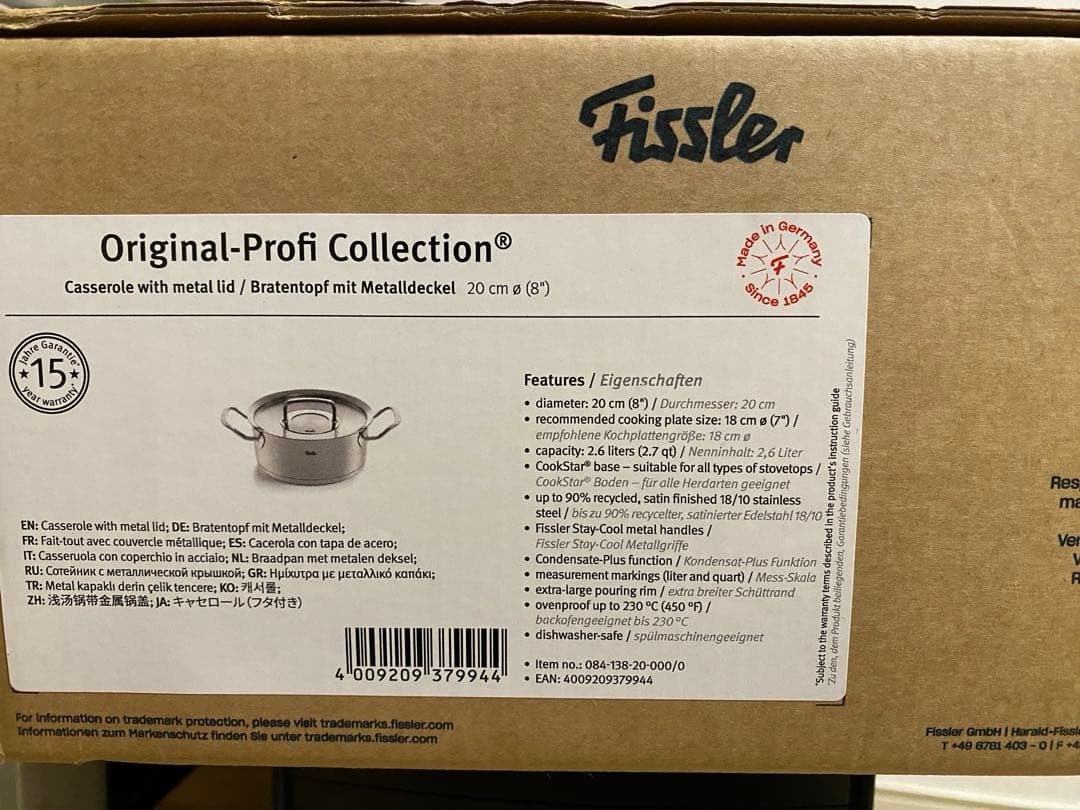 Fissler
Original-Profi Collection®
Made in Germany
Since 1845
Casserole with metal lid / Bratentopf mit Metalldeckel 20 cm ø (8")
Jahre Garantie*
15
year warranty*
Features / Eigenschaften
• diameter: 20 cm (8") / Durchmesser: 20 cm
• recommended cooking plate size: 18 cm ø (7") /
empfohlene Kochplattengröße: 18 cm ø
• capacity: 2.6 liters (2.7 qt) / Nenninhalt: 2,6 Liter
• CookStar® base – suitable for all types of stovetops /
CookStar® Boden – für alle Herdarten geeignet
• up to 90% recycled, satin finished 18/10 stainless
steel / bis zu 90% recycelter, satinierter Edelstahl 18/10
• Fissler Stay-Cool metal handles /
Fissler Stay-Cool Metallgriffe
• Condensate-Plus function / Kondensat-Plus Funktion
• measurement markings (liter and quart) / Mess-Skala
• extra-large pouring rim / extra breiter Schüttrand
• ovenproof up to 230 °C (450 °F) /
backofengeeignet bis 230 °C
• dishwasher-safe / spülmaschinengeeignet
• Item no.: 084-138-20-000/0
• EAN: 4009209379944
*Subject to the warranty terms described in the product's instruction guide
*Zu den, dem Produkt beiliegenden, Garantiebedingungen (siehe Gebrauchsanleitung)
EN: Casserole with metal lid; DE: Bratentopf mit Metalldeckel;
FR: Fait-tout avec couvercle métallique; ES: Cacerola con tapa de acero;
IT: Casseruola con coperchio in acciaio; NL: Braadpan met metalen deksel;
RU: Сотейник с металлической крышкой; GR: Ημίχυτρα με μεταλλικό καπάκι;
TR: Metal kapaklı derin çelik tencere; KO: 캐서롤;
ZH: 浅汤锅带金属锅盖; JA: キャセロール(フタ付き)
4 009209 379944
For information on trademark protection, please visit trademarks.fissler.com
Informationen zum Markenschutz finden Sie unter trademarks.fissler.com
Fissler GmbH | Harald-Fissle
T +49 6781 403 - 0 | F +4
Res
ma
Ver
V
R